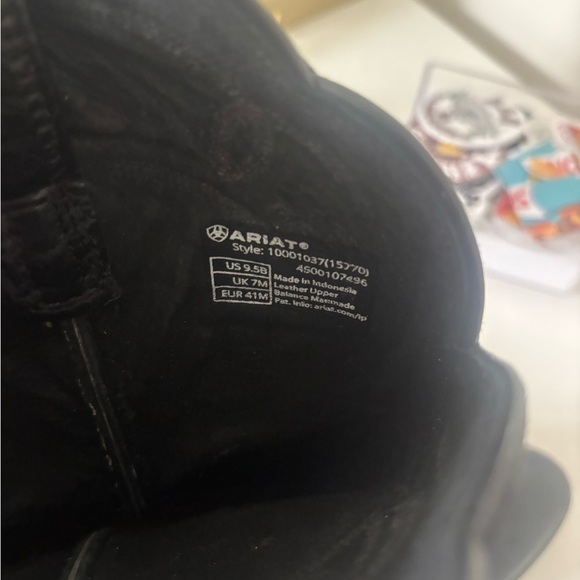 ARIAT®
Style: 10001037(15770)
4500107496
US 9.5B
UK 7M
EUR 41M
Made in Indonesia
Leather Upper
Balance Manmade
Pat. Info: ariat.com/ip